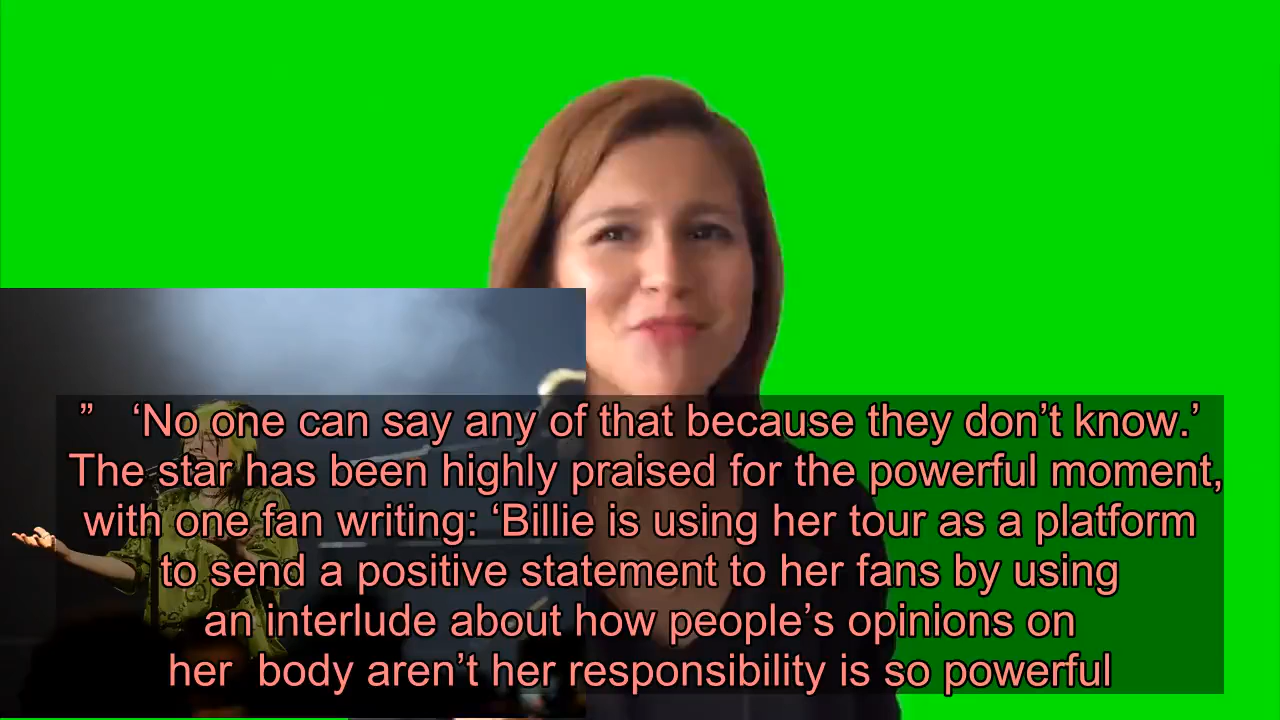 ” ‘No one can say any of that because they don’t know.’
The star has been highly praised for the powerful moment,
with one fan writing: ‘Billie is using her tour as a platform
to send a positive statement to her fans by using
an interlude about how people’s opinions on
her  body aren’t her responsibility is so powerful